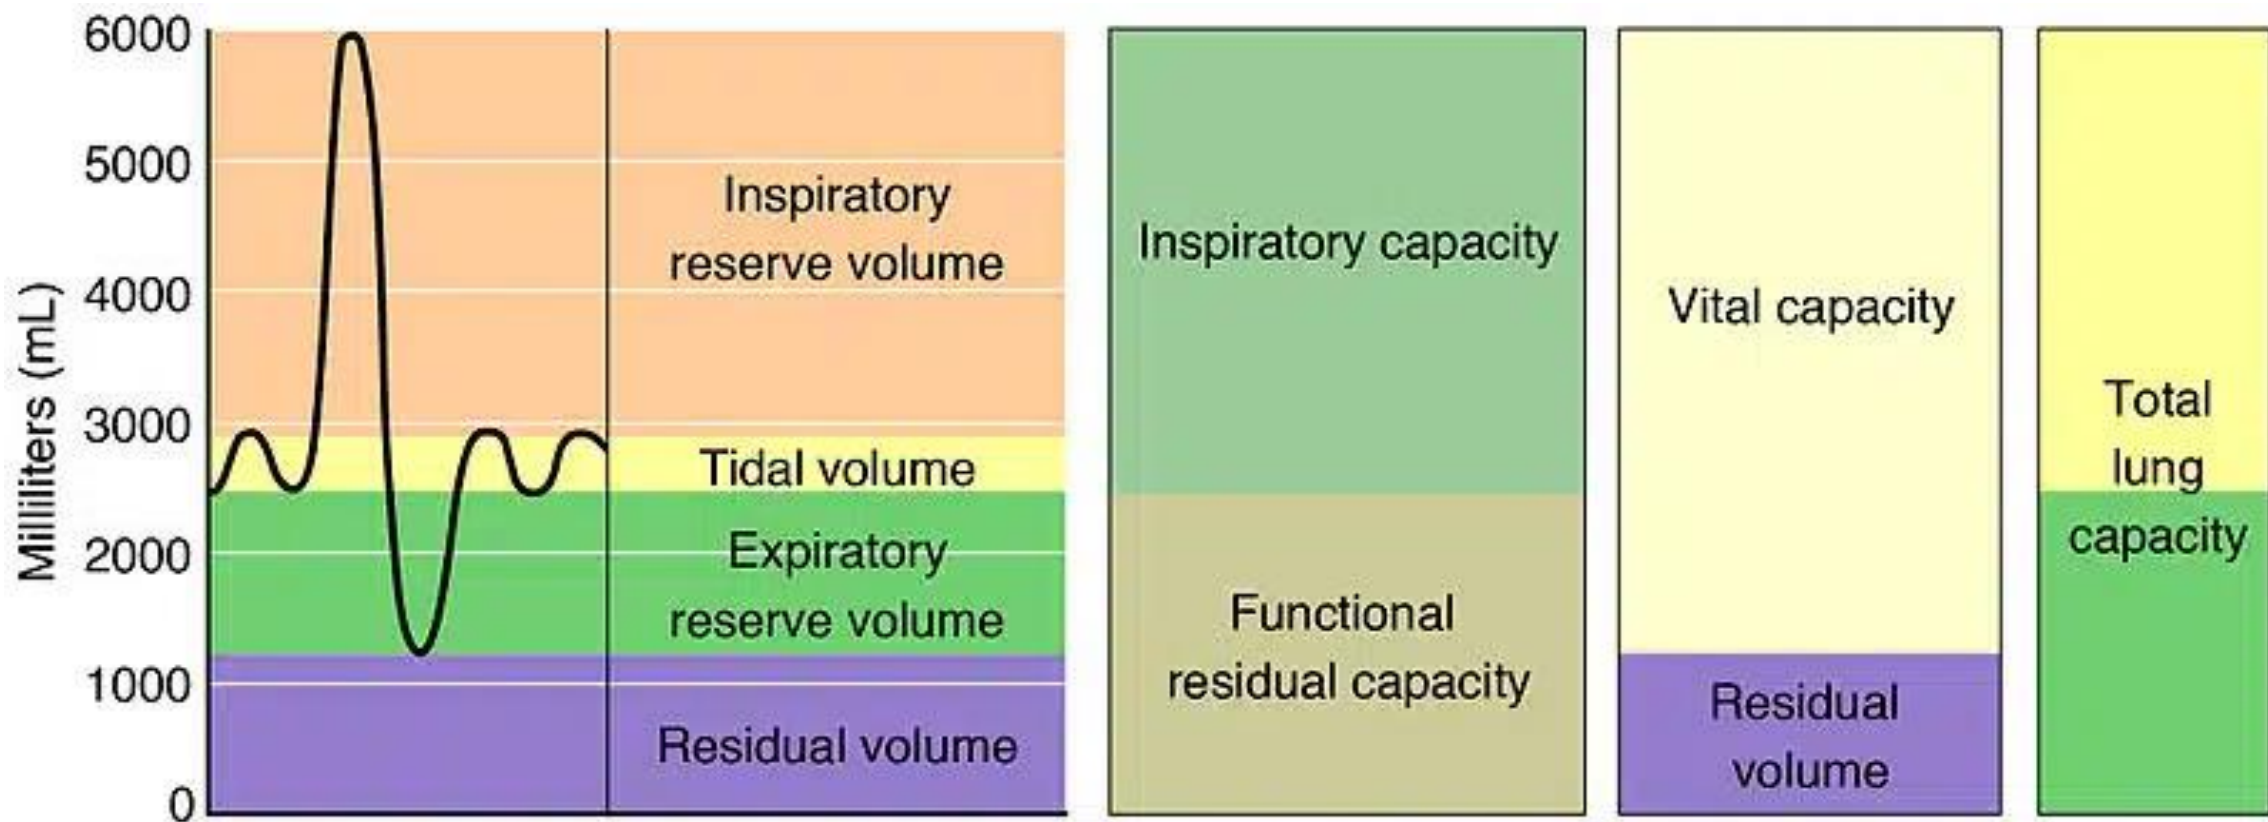 Milliliters (mL)
6000
5000
4000
3000
2000
1000
0
Inspiratory
reserve volume
Tidal volume
Expiratory
reserve volume
Residual volume
Inspiratory capacity
Functional
residual capacity
Vital capacity
Residual
volume
Total
lung
capacity